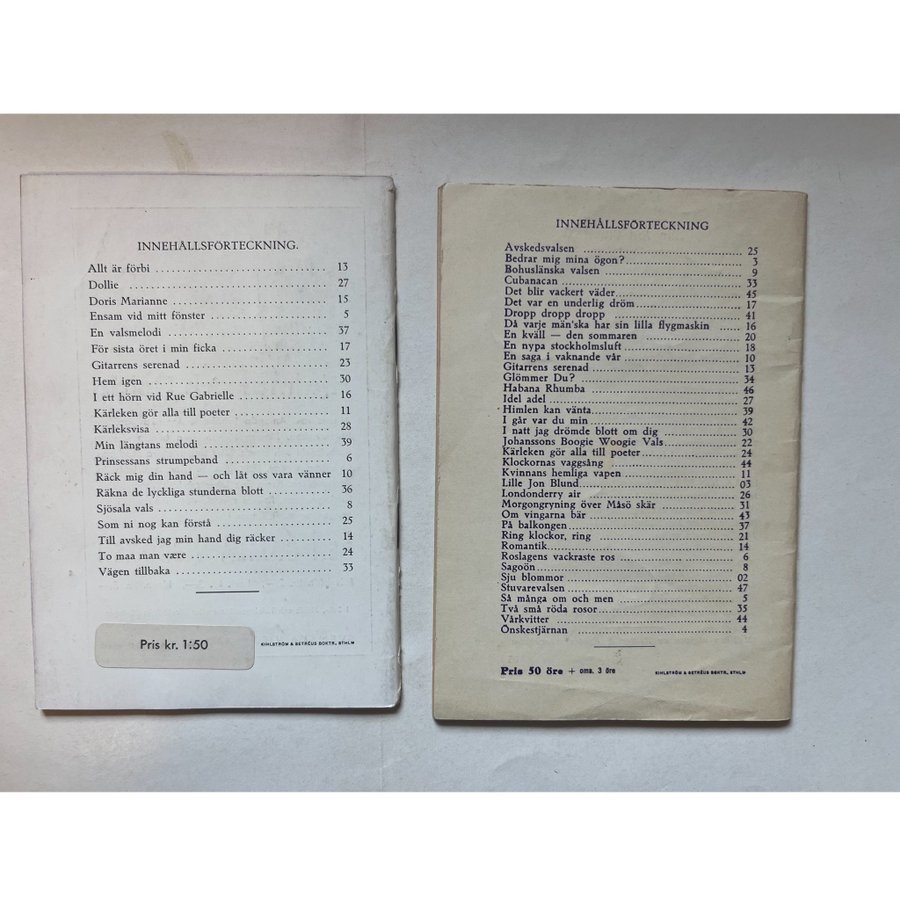 INNEHÅLLSFÖRTECKNING.
Allt är förbi ................................ 13
Dollie ................................ 27
Doris Marianne ................................ 15
Ensam vid mitt fönster ................................ 5
En valsmelodi ................................ 37
För sista öret i min ficka ................................ 17
Gitarrens serenad ................................ 23
Hem igen ................................ 30
I ett hörn vid Rue Gabrielle ................................ 16
Kärleken gör alla till poeter ................................ 11
Kärleksvisa ................................ 28
Min längtans melodi ................................ 39
Prinsessans strumpeband ................................ 6
Räck mig din hand — och låt oss vara vänner 10
Räkna de lyckliga stunderna blott ................................ 36
Sjösala vals ................................ 8
Som ni nog kan förstå ................................ 25
Till avsked jag min hand dig räcker ................................ 14
To maa man være ................................ 24
Vägen tillbaka ................................ 33
Pris kr. 1:50
KIHLSTRÖM & BETRÉUS BOKTR., STHLM
INNEHÅLLSFÖRTECKNING
Avskedsvalsen ................................ 25
Bedrar mig mina ögon? ................................ 3
Bohuslänska valsen ................................ 9
Cubanacan ................................ 33
Det blir vackert väder ................................ 45
Det var en underlig dröm ................................ 17
Dropp dropp dropp ................................ 41
Då varje män'ska har sin lilla flygmaskin ...... 16
En kväll — den sommaren ................................ 20
En nypa stockholmsluft ................................ 18
En saga i vaknande vår ................................ 10
Gitarrens serenad ................................ 13
Glömmer Du? ................................ 34
Habana Rhumba ................................ 46
Idel adel ................................ 27
Himlen kan vänta ................................ 39
I går var du min ................................ 42
I natt jag drömde blott om dig ................................ 30
Johanssons Boogie Woogie Vals ................................ 22
Kärleken gör alla till poeter ................................ 24
Klockornas vaggsång ................................ 44
Kvinnans hemliga vapen ................................ 11
Lille Jon Blund ................................ 03
Londonderry air ................................ 26
Morgongryning över Måsö skär ................................ 31
Om vingarna bär ................................ 43
På balkongen ................................ 37
Ring klockor, ring ................................ 21
Romantik ................................ 14
Roslagens vackraste ros ................................ 6
Sagoön ................................ 8
Sju blommor ................................ 02
Stuvarevalsen ................................ 47
Så många om och men ................................ 5
Två små röda rosor ................................ 35
Vårkvitter ................................ 44
Önskestjärnan ................................ 4
Pris 50 öre + oms. 3 öre
KIHLSTRÖM & BETRÉUS BOKTR., STHLM